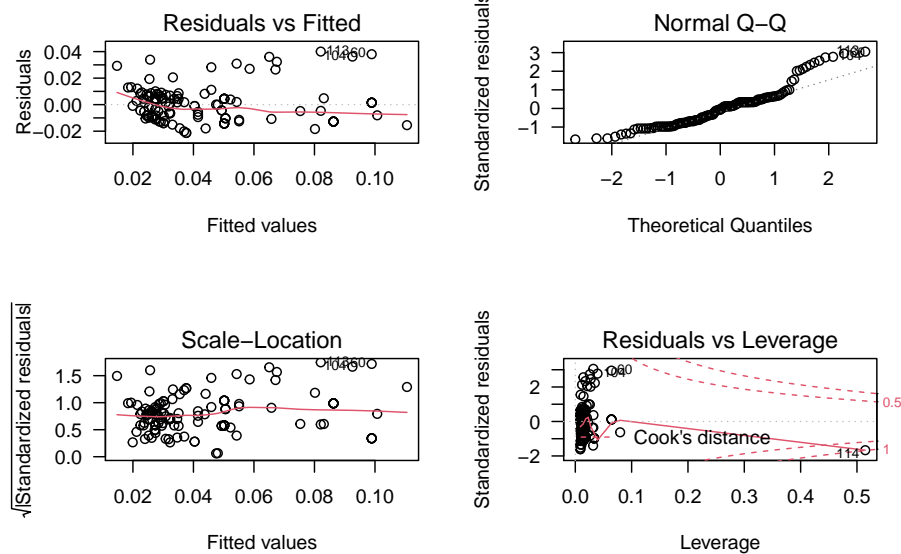 Residuals vs Fitted
Residuals
0.04
0.02
0.00
−0.02
0.02 0.04 0.06 0.08 0.10
Fitted values
Normal Q−Q
Standardized residuals
3
2
1
0
−1
−2 −1 0 1 2
Theoretical Quantiles
Scale−Location
√|Standardized residuals|
1.5
1.0
0.5
0.0
0.02 0.04 0.06 0.08 0.10
Fitted values
Residuals vs Leverage
Standardized residuals
2
0
−2
104
60
Cook's distance
114
0.5
1
0.0 0.1 0.2 0.3 0.4 0.5
Leverage